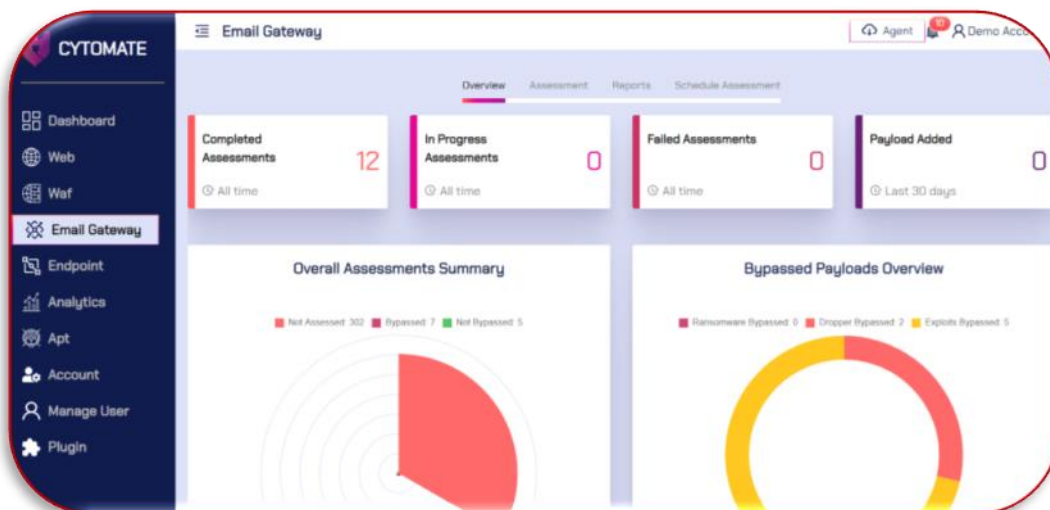 CYTOMATE
Email Gateway
Agent
10
Demo Acco
Dashboard
Web
Waf
Email Gateway
Endpoint
Analytics
Apt
Account
Manage User
Plugin
Overview Assessment Reports Schedule Assessment
Completed
Assessments
12
All time
In Progress
Assessments
0
All time
Failed Assessments
0
All time
Payload Added
0
Last 30 days
Overall Assessments Summary
Not Assessed: 302 Bypassed: 7 Not Bypassed: 5
Bypassed Payloads Overview
Ransomware Bypassed: 0 Dropper Bypassed: 2 Exploits Bypassed: 5